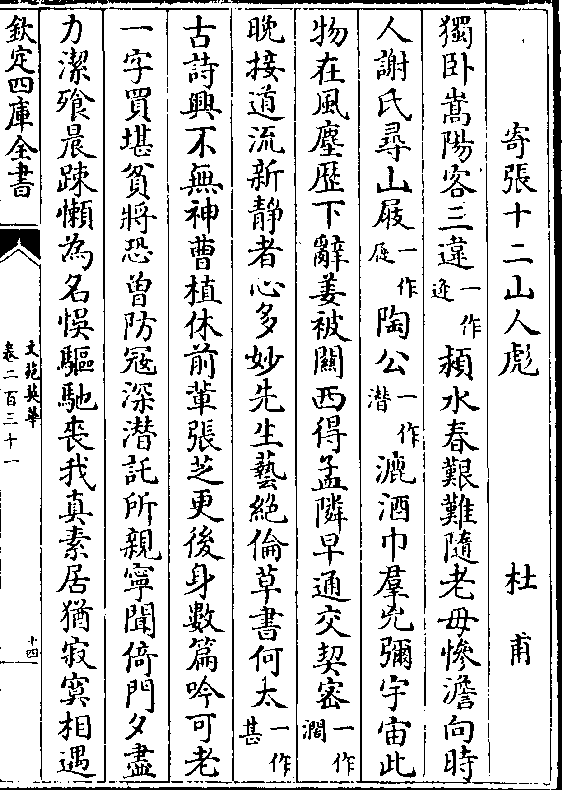 寄張十二山人彪　杜甫
獨卧嵩陽客三違一作遊潁水春艱難隨老母慘澹向時
人謝氏尋山屐一作屣陶公一作潜漉酒巾羣兇彌宇宙此
物在風塵歴下辭姜被關西得孟隣早通交契密一作濶
晚接道流新静者心多妙先生藝絶倫草書何太一作甚
古詩興不無神曹植休前軰張芝更後身數篇吟可老
一字買堪貧將恐曾防冦深潜託所親寧聞倚門夕盡
力潔飱晨踈懶為名悮驅馳喪我真素居猶寂寞相遇
欽定四庫全書
文苑英華
卷二百三十一
十四